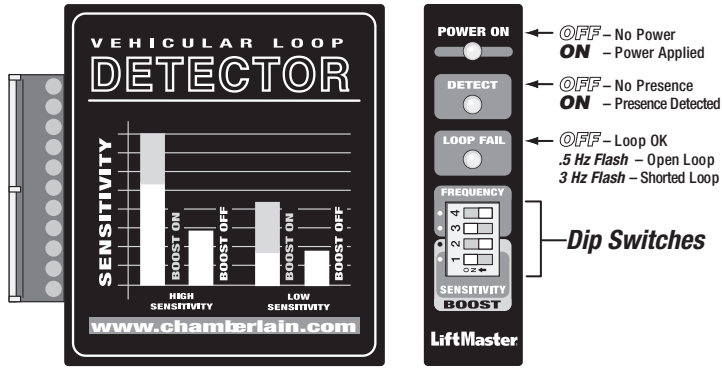 VEHICULAR LOOP
DETECTOR
SENSITIVITY
BOOST ON
BOOST OFF
BOOST ON
BOOST OFF
HIGH
SENSITIVITY
LOW
SENSITIVITY
www.chamberlain.com
POWER ON
OFF – No Power
ON – Power Applied
DETECT
OFF – No Presence
ON – Presence Detected
LOOP FAIL
OFF – Loop OK
.5 Hz Flash – Open Loop
3 Hz Flash – Shorted Loop
FREQUENCY
4
3
2
1
ON
Dip Switches
SENSITIVITY
BOOST
LiftMaster